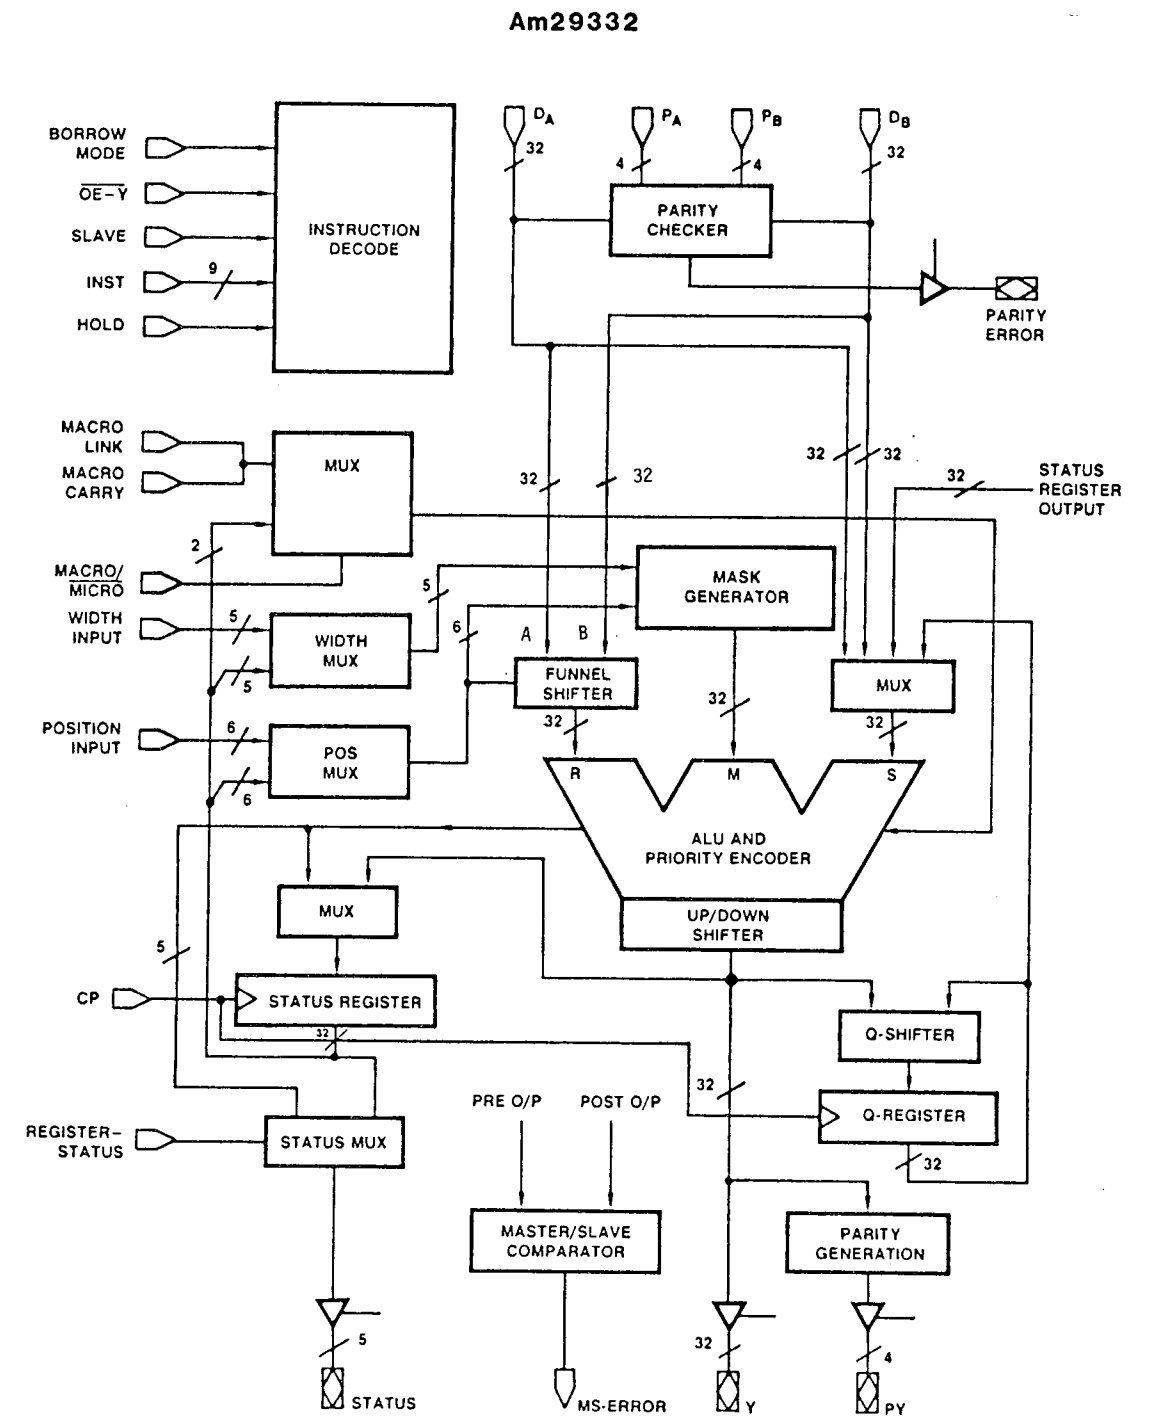 Am29332
BORROW
MODE
OE-Y
SLAVE
INST
9
HOLD
INSTRUCTION
DECODE
DA
PA
PB
DB
32
4
4
32
PARITY
CHECKER
PARITY
ERROR
MACRO
LINK
MACRO
CARRY
MUX
32
32
32
32
32
STATUS
REGISTER
OUTPUT
2
MACRO/
MICRO
WIDTH
INPUT
5
5
WIDTH
MUX
5
6
MASK
GENERATOR
A
B
FUNNEL
SHIFTER
MUX
32
32
32
POSITION
INPUT
6
6
POS
MUX
R
M
S
ALU AND
PRIORITY ENCODER
UP/DOWN
SHIFTER
MUX
5
CP
STATUS REGISTER
32
Q-SHIFTER
Q-REGISTER
32
32
PRE O/P
POST O/P
REGISTER-
STATUS
STATUS MUX
MASTER/SLAVE
COMPARATOR
PARITY
GENERATION
5
32
4
STATUS
MS-ERROR
Y
PY